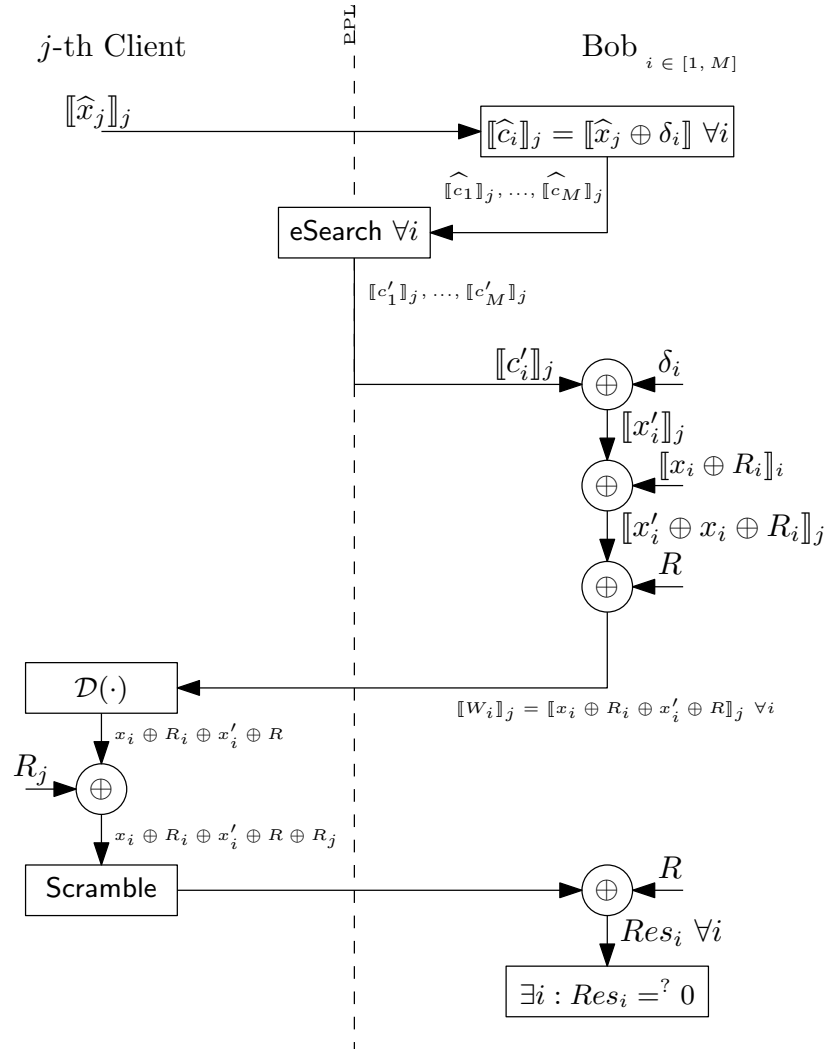 PPL
j-th Client
Bob i ∈ [1, M]
⟦x̂_j⟧_j
⟦ĉ_i⟧_j = ⟦x̂_j ⊕ δ_i⟧ ∀i
⟦ĉ_1⟧_j, ..., ⟦ĉ_M⟧_j
eSearch ∀i
⟦c′_1⟧_j, ..., ⟦c′_M⟧_j
⟦c′_i⟧_j
⊕
δ_i
⟦x′_i⟧_j
⟦x_i ⊕ R_i⟧_i
⊕
⟦x′_i ⊕ x_i ⊕ R_i⟧_j
R
⊕
D(·)
⟦W_i⟧_j = ⟦x_i ⊕ R_i ⊕ x′_i ⊕ R⟧_j ∀i
x_i ⊕ R_i ⊕ x′_i ⊕ R
R_j
⊕
x_i ⊕ R_i ⊕ x′_i ⊕ R ⊕ R_j
Scramble
⊕
R
Res_i ∀i
∃i : Res_i =^? 0